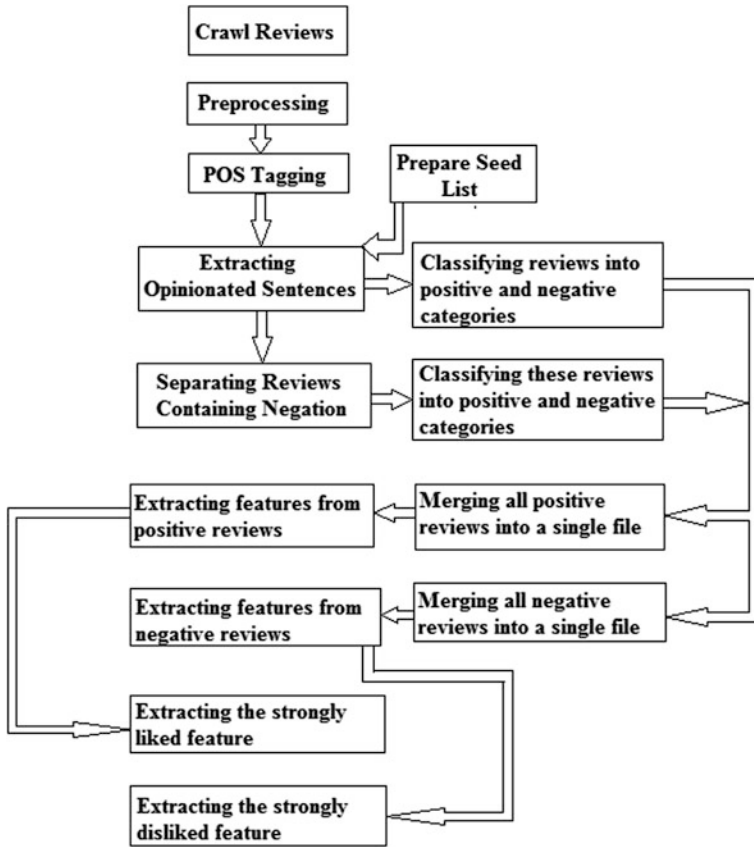 Crawl Reviews
Preprocessing
POS Tagging
Prepare Seed
List
Extracting
Opinionated Sentences
Classifying reviews into
positive and negative
categories
Separating Reviews
Containing Negation
Classifying these reviews
into positive and negative
categories
Extracting features from
positive reviews
Merging all positive
reviews into a single file
Extracting features from
negative reviews
Merging all negative
reviews into a single file
Extracting the strongly
liked feature
Extracting the strongly
disliked feature